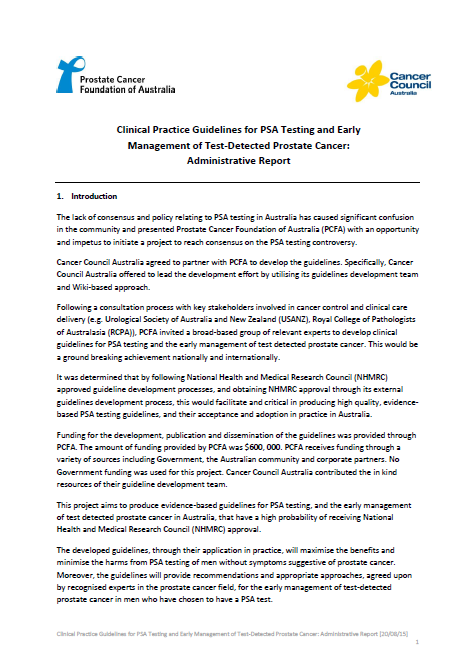 Prostate Cancer
Foundation of Australia
Cancer
Council
Australia
Clinical Practice Guidelines for PSA Testing and Early
Management of Test-Detected Prostate Cancer:
Administrative Report
1. Introduction
The lack of consensus and policy relating to PSA testing in Australia has caused significant confusion
in the community and presented Prostate Cancer Foundation of Australia (PCFA) with an opportunity
and impetus to initiate a project to reach consensus on the PSA testing controversy.
Cancer Council Australia agreed to partner with PCFA to develop the guidelines. Specifically, Cancer
Council Australia offered to lead the development effort by utilising its guidelines development team
and Wiki-based approach.
Following a consultation process with key stakeholders involved in cancer control and clinical care
delivery (e.g. Urological Society of Australia and New Zealand (USANZ), Royal College of Pathologists
of Australasia (RCPA)), PCFA invited a broad-based group of relevant experts to develop clinical
guidelines for PSA testing and the early management of test detected prostate cancer. This would be
a ground breaking achievement nationally and internationally.
It was determined that by following National Health and Medical Research Council (NHMRC)
approved guideline development processes, and obtaining NHMRC approval through its external
guidelines development process, this would facilitate and critical in producing high quality, evidence-
based PSA testing guidelines, and their acceptance and adoption in practice in Australia.
Funding for the development, publication and dissemination of the guidelines was provided through
PCFA. The amount of funding provided by PCFA was $600, 000. PCFA receives funding through a
variety of sources including Government, the Australian community and corporate partners. No
Government funding was used for this project. Cancer Council Australia contributed the in kind
resources of their guideline development team.
This project aims to produce evidence-based guidelines for PSA testing, and the early management
of test detected prostate cancer in Australia, that have a high probability of receiving National
Health and Medical Research Council (NHMRC) approval.
The developed guidelines, through their application in practice, will maximise the benefits and
minimise the harms from PSA testing of men without symptoms suggestive of prostate cancer.
Moreover, the guidelines will provide recommendations and appropriate approaches, agreed upon
by recognised experts in the prostate cancer field, for the early management of test-detected
prostate cancer in men who have chosen to have a PSA test.
Clinical Practice Guidelines for PSA Testing and Early Management of Test-Detected Prostate Cancer: Administrative Report [20/08/15]
1